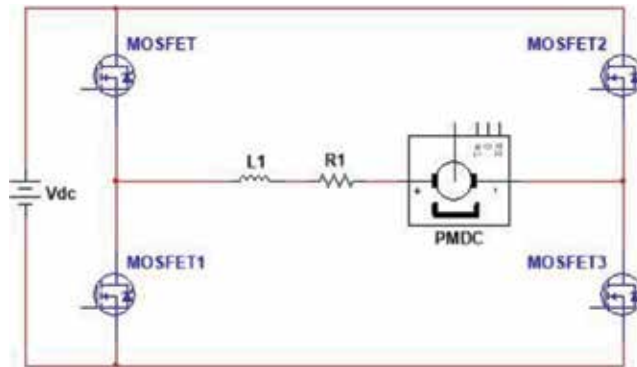 MOSFET
MOSFET2
L1
R1
Vdc
+
-
PMDC
MOSFET1
MOSFET3